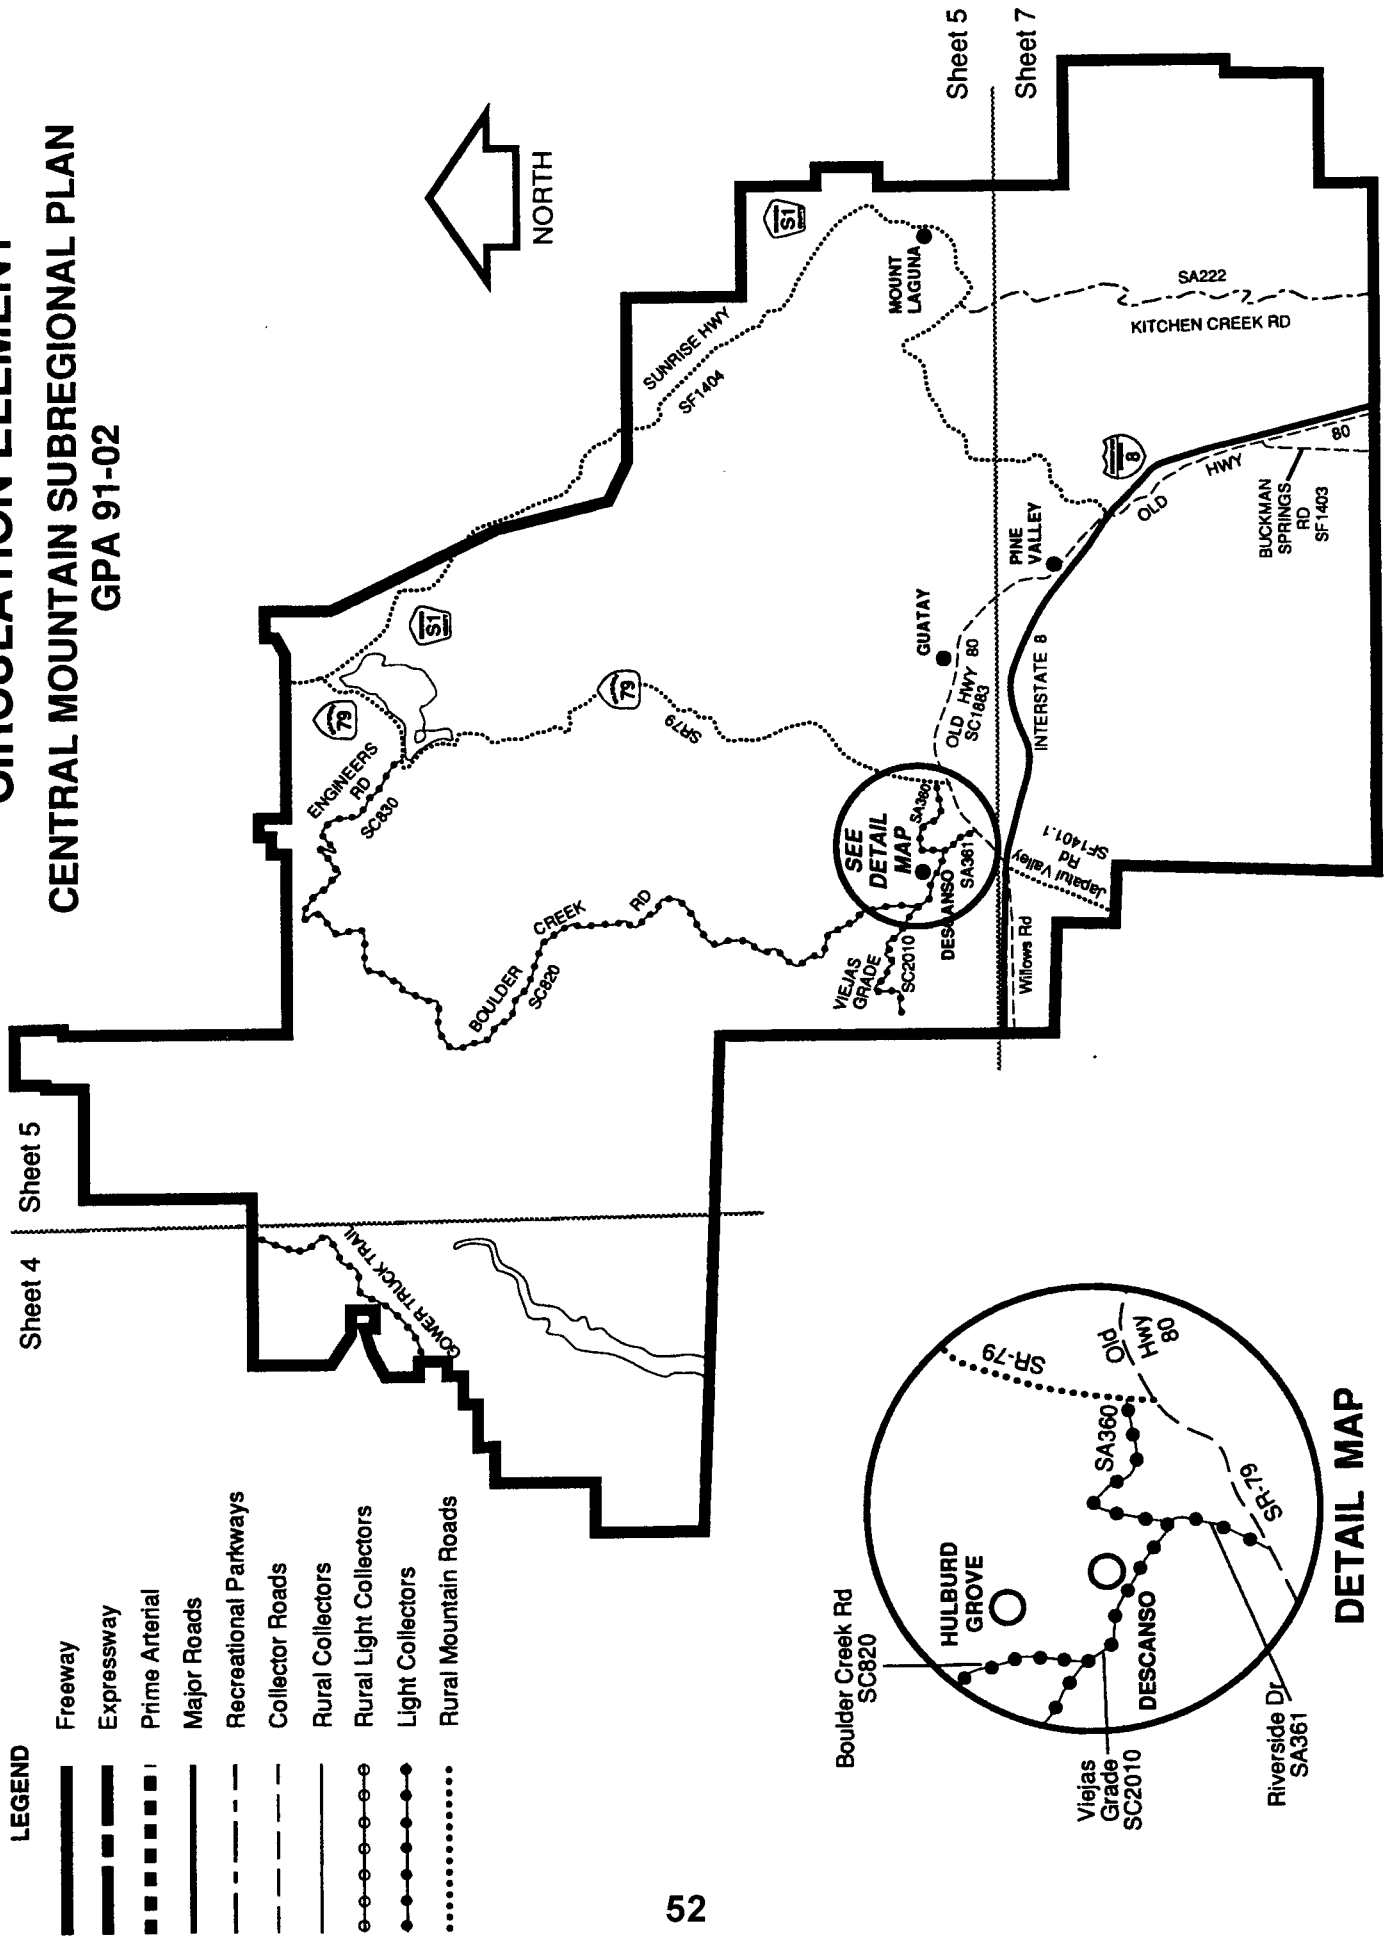 CIRCULATION ELEMENT
CENTRAL MOUNTAIN SUBREGIONAL PLAN
GPA 91-02
NORTH
Sheet 4
Sheet 5
Sheet 5
Sheet 7
ENGINEERS
RD
SC830
79
S1
SUNRISE HWY
SF1404
S1
79
SR79
BOULDER
CREEK
RD
SC820
LOWER TRUCK TRAIL
MOUNT
LAGUNA
SA222
KITCHEN CREEK RD
GUATAY
PINE
VALLEY
OLD HWY 80
SC1883
INTERSTATE 8
8
OLD
HWY
80
BUCKMAN
SPRINGS
RD
SF1403
SEE
DETAIL
MAP
SA360
SA361
DESCANSO
VIEJAS
GRADE
SC2010
Japatul Valley
Rd
SF1401.1
Willows Rd
LEGEND
Freeway
Expressway
Prime Arterial
Major Roads
Recreational Parkways
Collector Roads
Rural Collectors
Rural Light Collectors
Light Collectors
Rural Mountain Roads
Boulder Creek Rd
SC820
HULBURD
GROVE
SR-79
SA360
Old
Hwy
80
DESCANSO
SR-79
Viejas
Grade
SC2010
Riverside Dr
SA361
DETAIL MAP
52